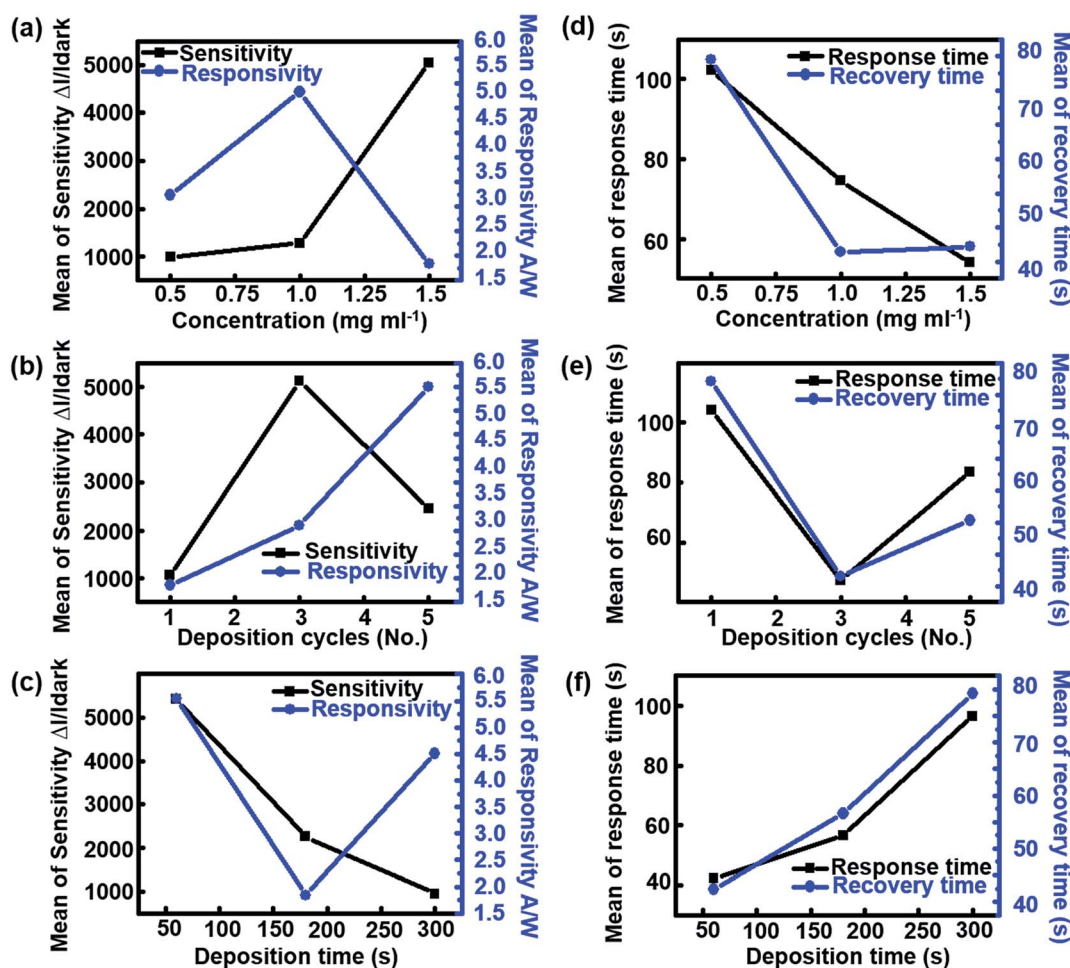 (a)
Mean of Sensitivity ΔI/Idark
5000
4000
3000
2000
1000
Sensitivity
Responsivity
6.0
5.5
5.0
4.5
4.0
3.5
3.0
2.5
2.0
1.5
Mean of Responsivity A/W
0.5 0.75 1.0 1.25 1.5
Concentration (mg ml⁻¹)
(d)
Mean of response time (s)
100
80
60
Response time
Recovery time
80
70
60
50
40
Mean of recovery time (s)
0.5 0.75 1.0 1.25 1.5
Concentration (mg ml⁻¹)
(b)
Mean of Sensitivity ΔI/Idark
5000
4000
3000
2000
1000
Sensitivity
Responsivity
6.0
5.5
5.0
4.5
4.0
3.5
3.0
2.5
2.0
1.5
Mean of Responsivity A/W
1 2 3 4 5
Deposition cycles (No.)
(e)
Mean of response time (s)
100
80
60
Response time
Recovery time
80
70
60
50
40
Mean of recovery time (s)
1 2 3 4 5
Deposition cycles (No.)
(c)
Mean of Sensitivity ΔI/Idark
5000
4000
3000
2000
1000
Sensitivity
Responsivity
6.0
5.5
5.0
4.5
4.0
3.5
3.0
2.5
2.0
1.5
Mean of Responsivity A/W
50 100 150 200 250 300
Deposition time (s)
(f)
Mean of response time (s)
100
80
60
40
Response time
Recovery time
80
70
60
50
40
Mean of recovery time (s)
50 100 150 200 250 300
Deposition time (s)